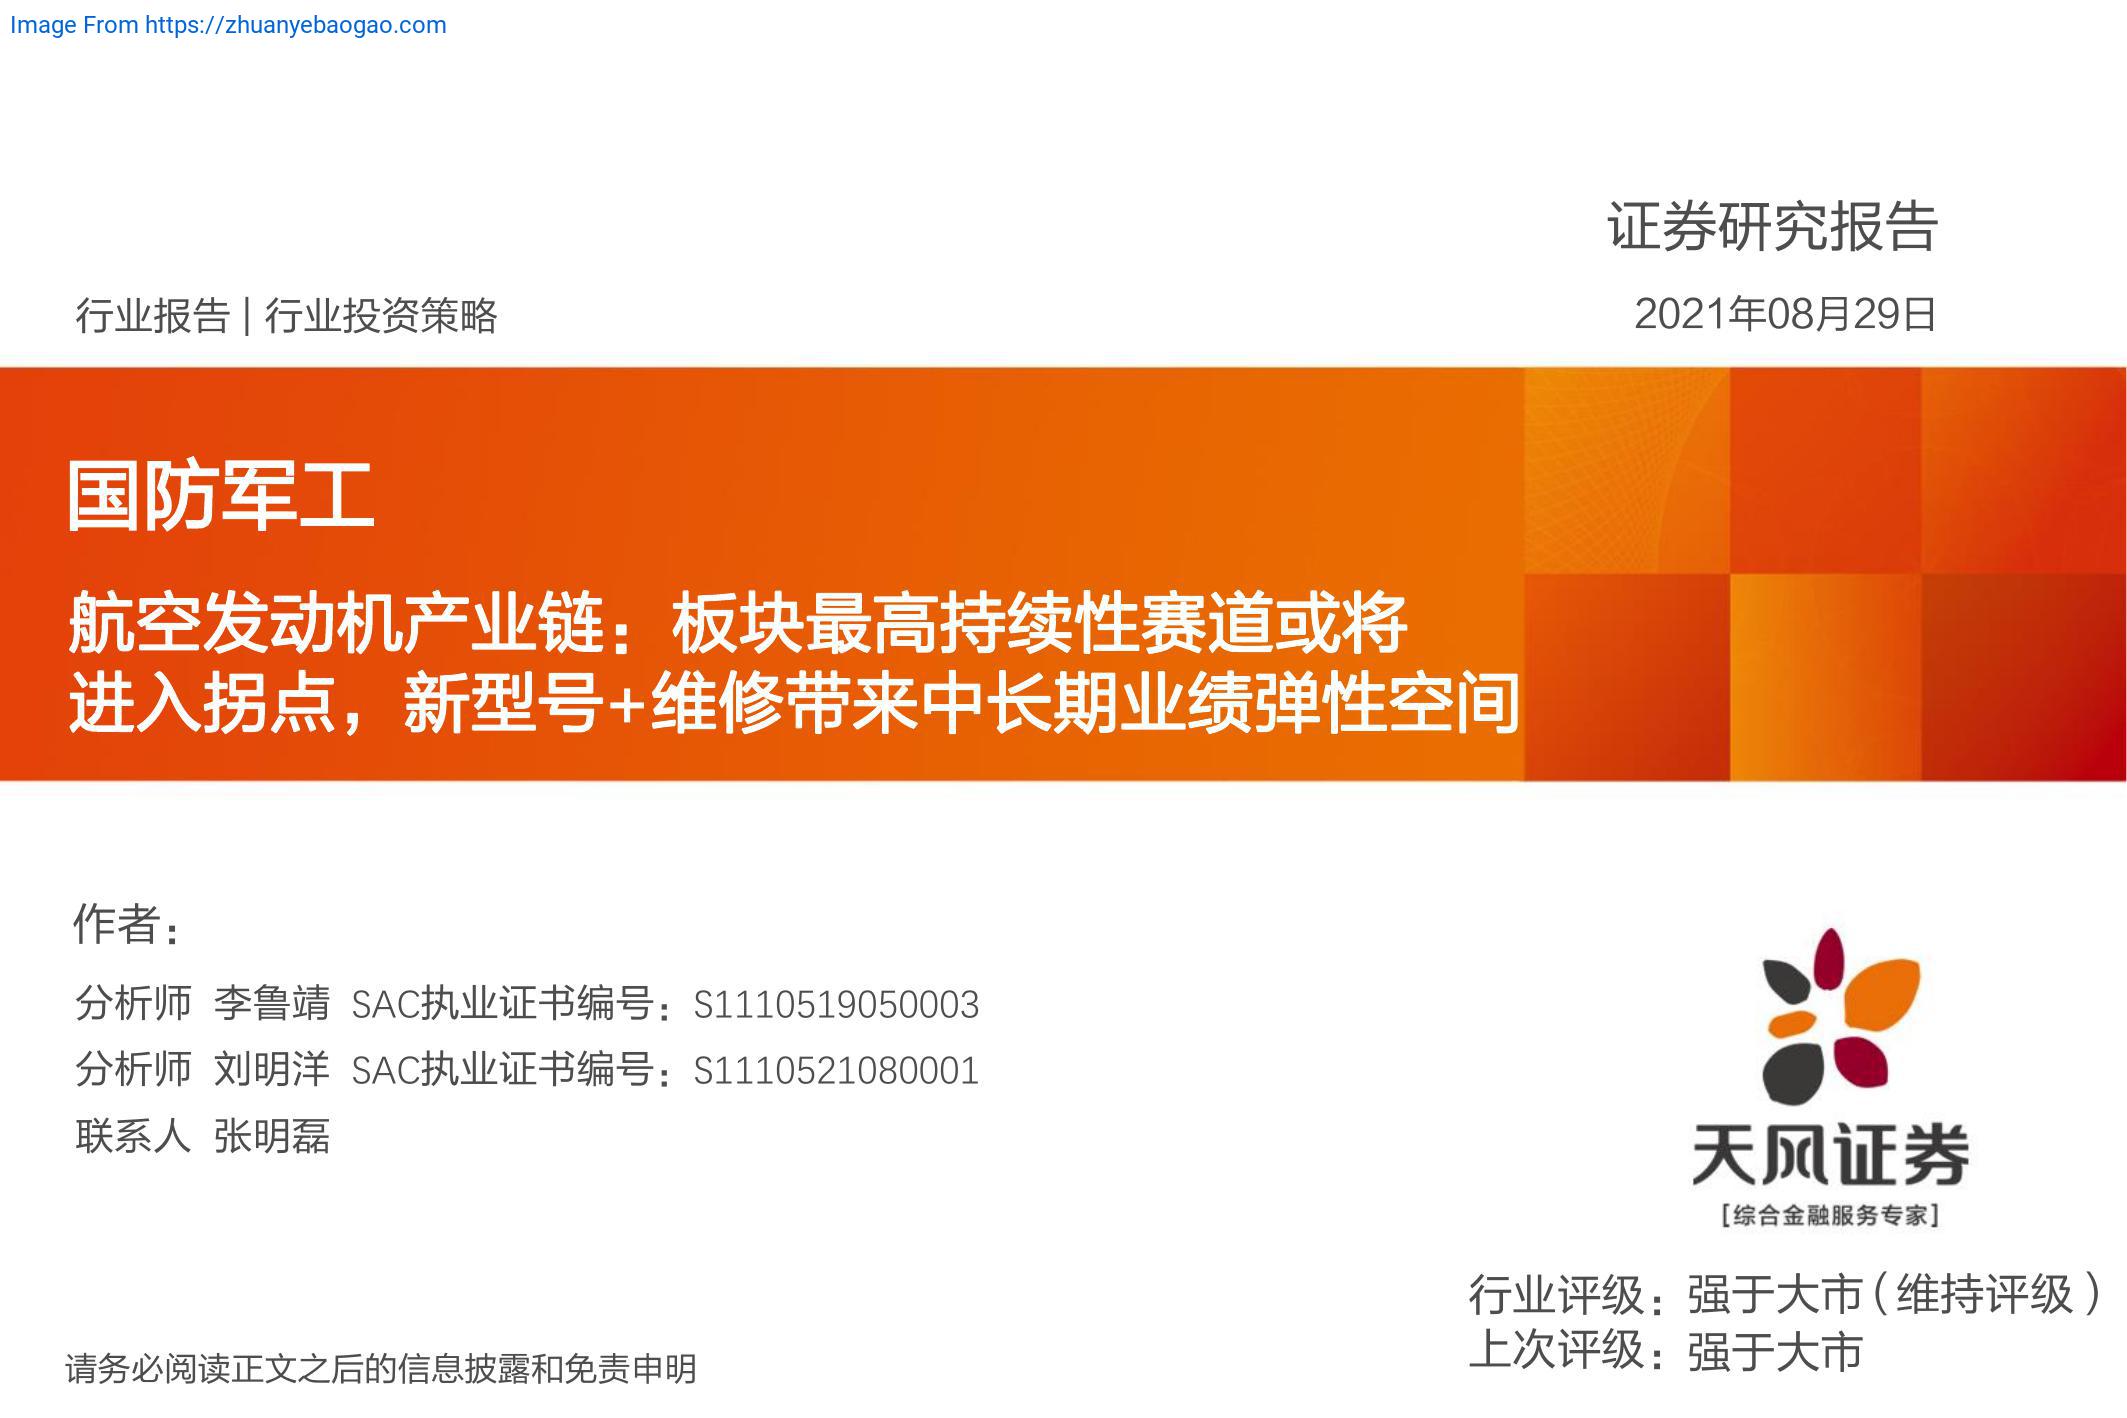 Image From https://zhuanyebaogao.com
证券研究报告
行业报告 | 行业投资策略
2021年08月29日
国防军工
航空发动机产业链：板块最高持续性赛道或将
进入拐点，新型号+维修带来中长期业绩弹性空间
作者：
分析师 李鲁靖 SAC执业证书编号：S1110519050003
分析师 刘明洋 SAC执业证书编号：S1110521080001
联系人 张明磊
天风证券
[综合金融服务专家]
行业评级：强于大市（维持评级）
上次评级：强于大市
请务必阅读正文之后的信息披露和免责申明